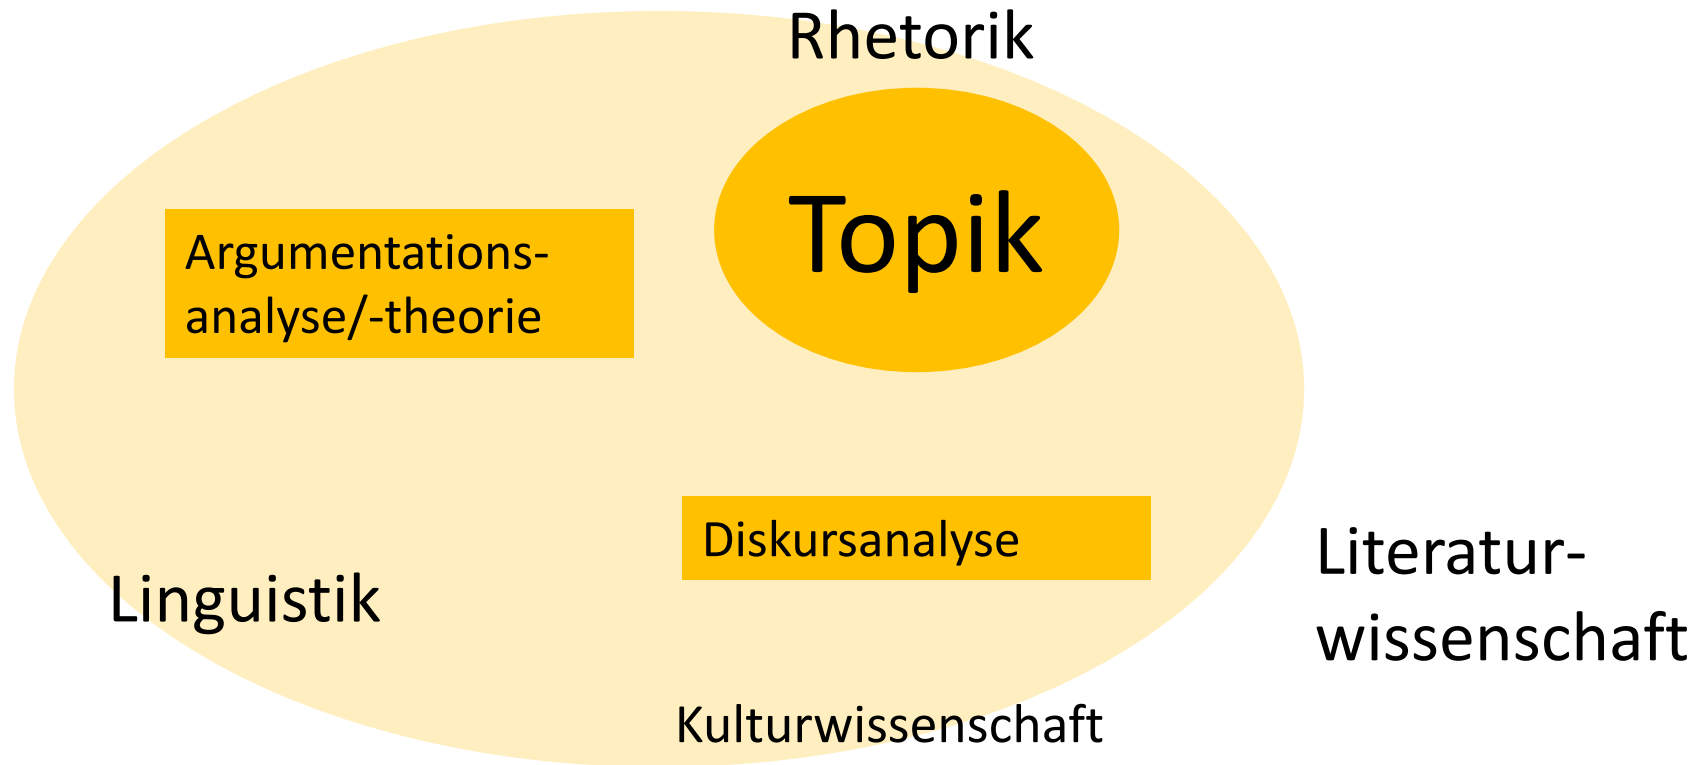 Rhetorik
Topik
Argumentations-
analyse/-theorie
Diskursanalyse
Linguistik
Literatur-
wissenschaft
Kulturwissenschaft